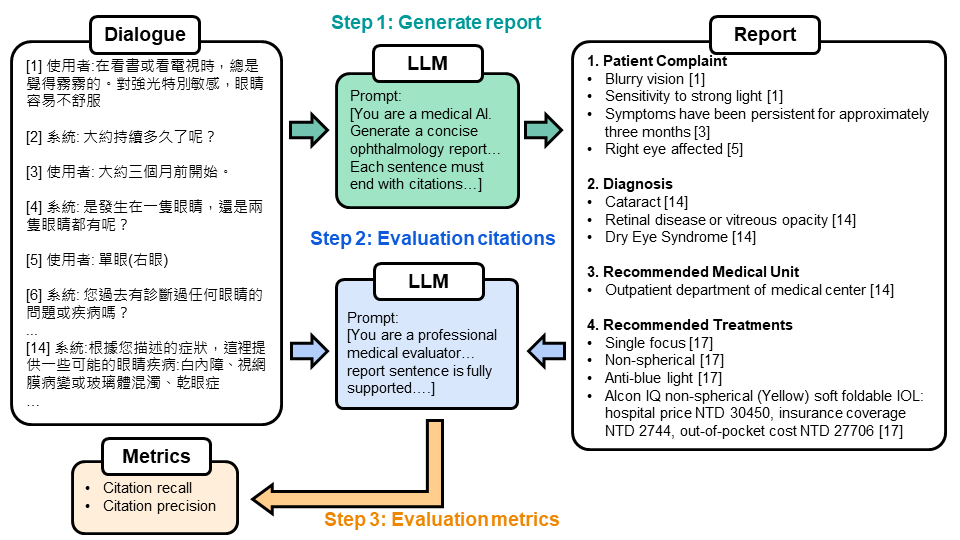 Step 1: Generate report
Dialogue
[1] 使用者:在看書或看電視時，總是
覺得霧霧的。對強光特別敏感，眼睛
容易不舒服
[2] 系統: 大約持續多久了呢？
[3] 使用者: 大約三個月前開始。
[4] 系統: 是發生在一隻眼睛，還是兩
隻眼睛都有呢？
[5] 使用者: 單眼(右眼)
[6] 系統: 您過去有診斷過任何眼睛的
問題或疾病嗎？
...
[14] 系統:根據您描述的症狀，這裡提
供一些可能的眼睛疾病:白內障、視網
膜病變或玻璃體混濁、乾眼症
...
LLM
Prompt:
[You are a medical AI.
Generate a concise
ophthalmology report…
Each sentence must
end with citations…]
Step 2: Evaluation citations
LLM
Prompt:
[You are a professional
medical evaluator…
report sentence is fully
supported….]
Report
1. Patient Complaint
• Blurry vision [1]
• Sensitivity to strong light [1]
• Symptoms have been persistent for approximately
three months [3]
• Right eye affected [5]
2. Diagnosis
• Cataract [14]
• Retinal disease or vitreous opacity [14]
• Dry Eye Syndrome [14]
3. Recommended Medical Unit
• Outpatient department of medical center [14]
4. Recommended Treatments
• Single focus [17]
• Non-spherical [17]
• Anti-blue light [17]
• Alcon IQ non-spherical (Yellow) soft foldable IOL:
hospital price NTD 30450, insurance coverage
NTD 2744, out-of-pocket cost NTD 27706 [17]
Metrics
• Citation recall
• Citation precision
Step 3: Evaluation metrics